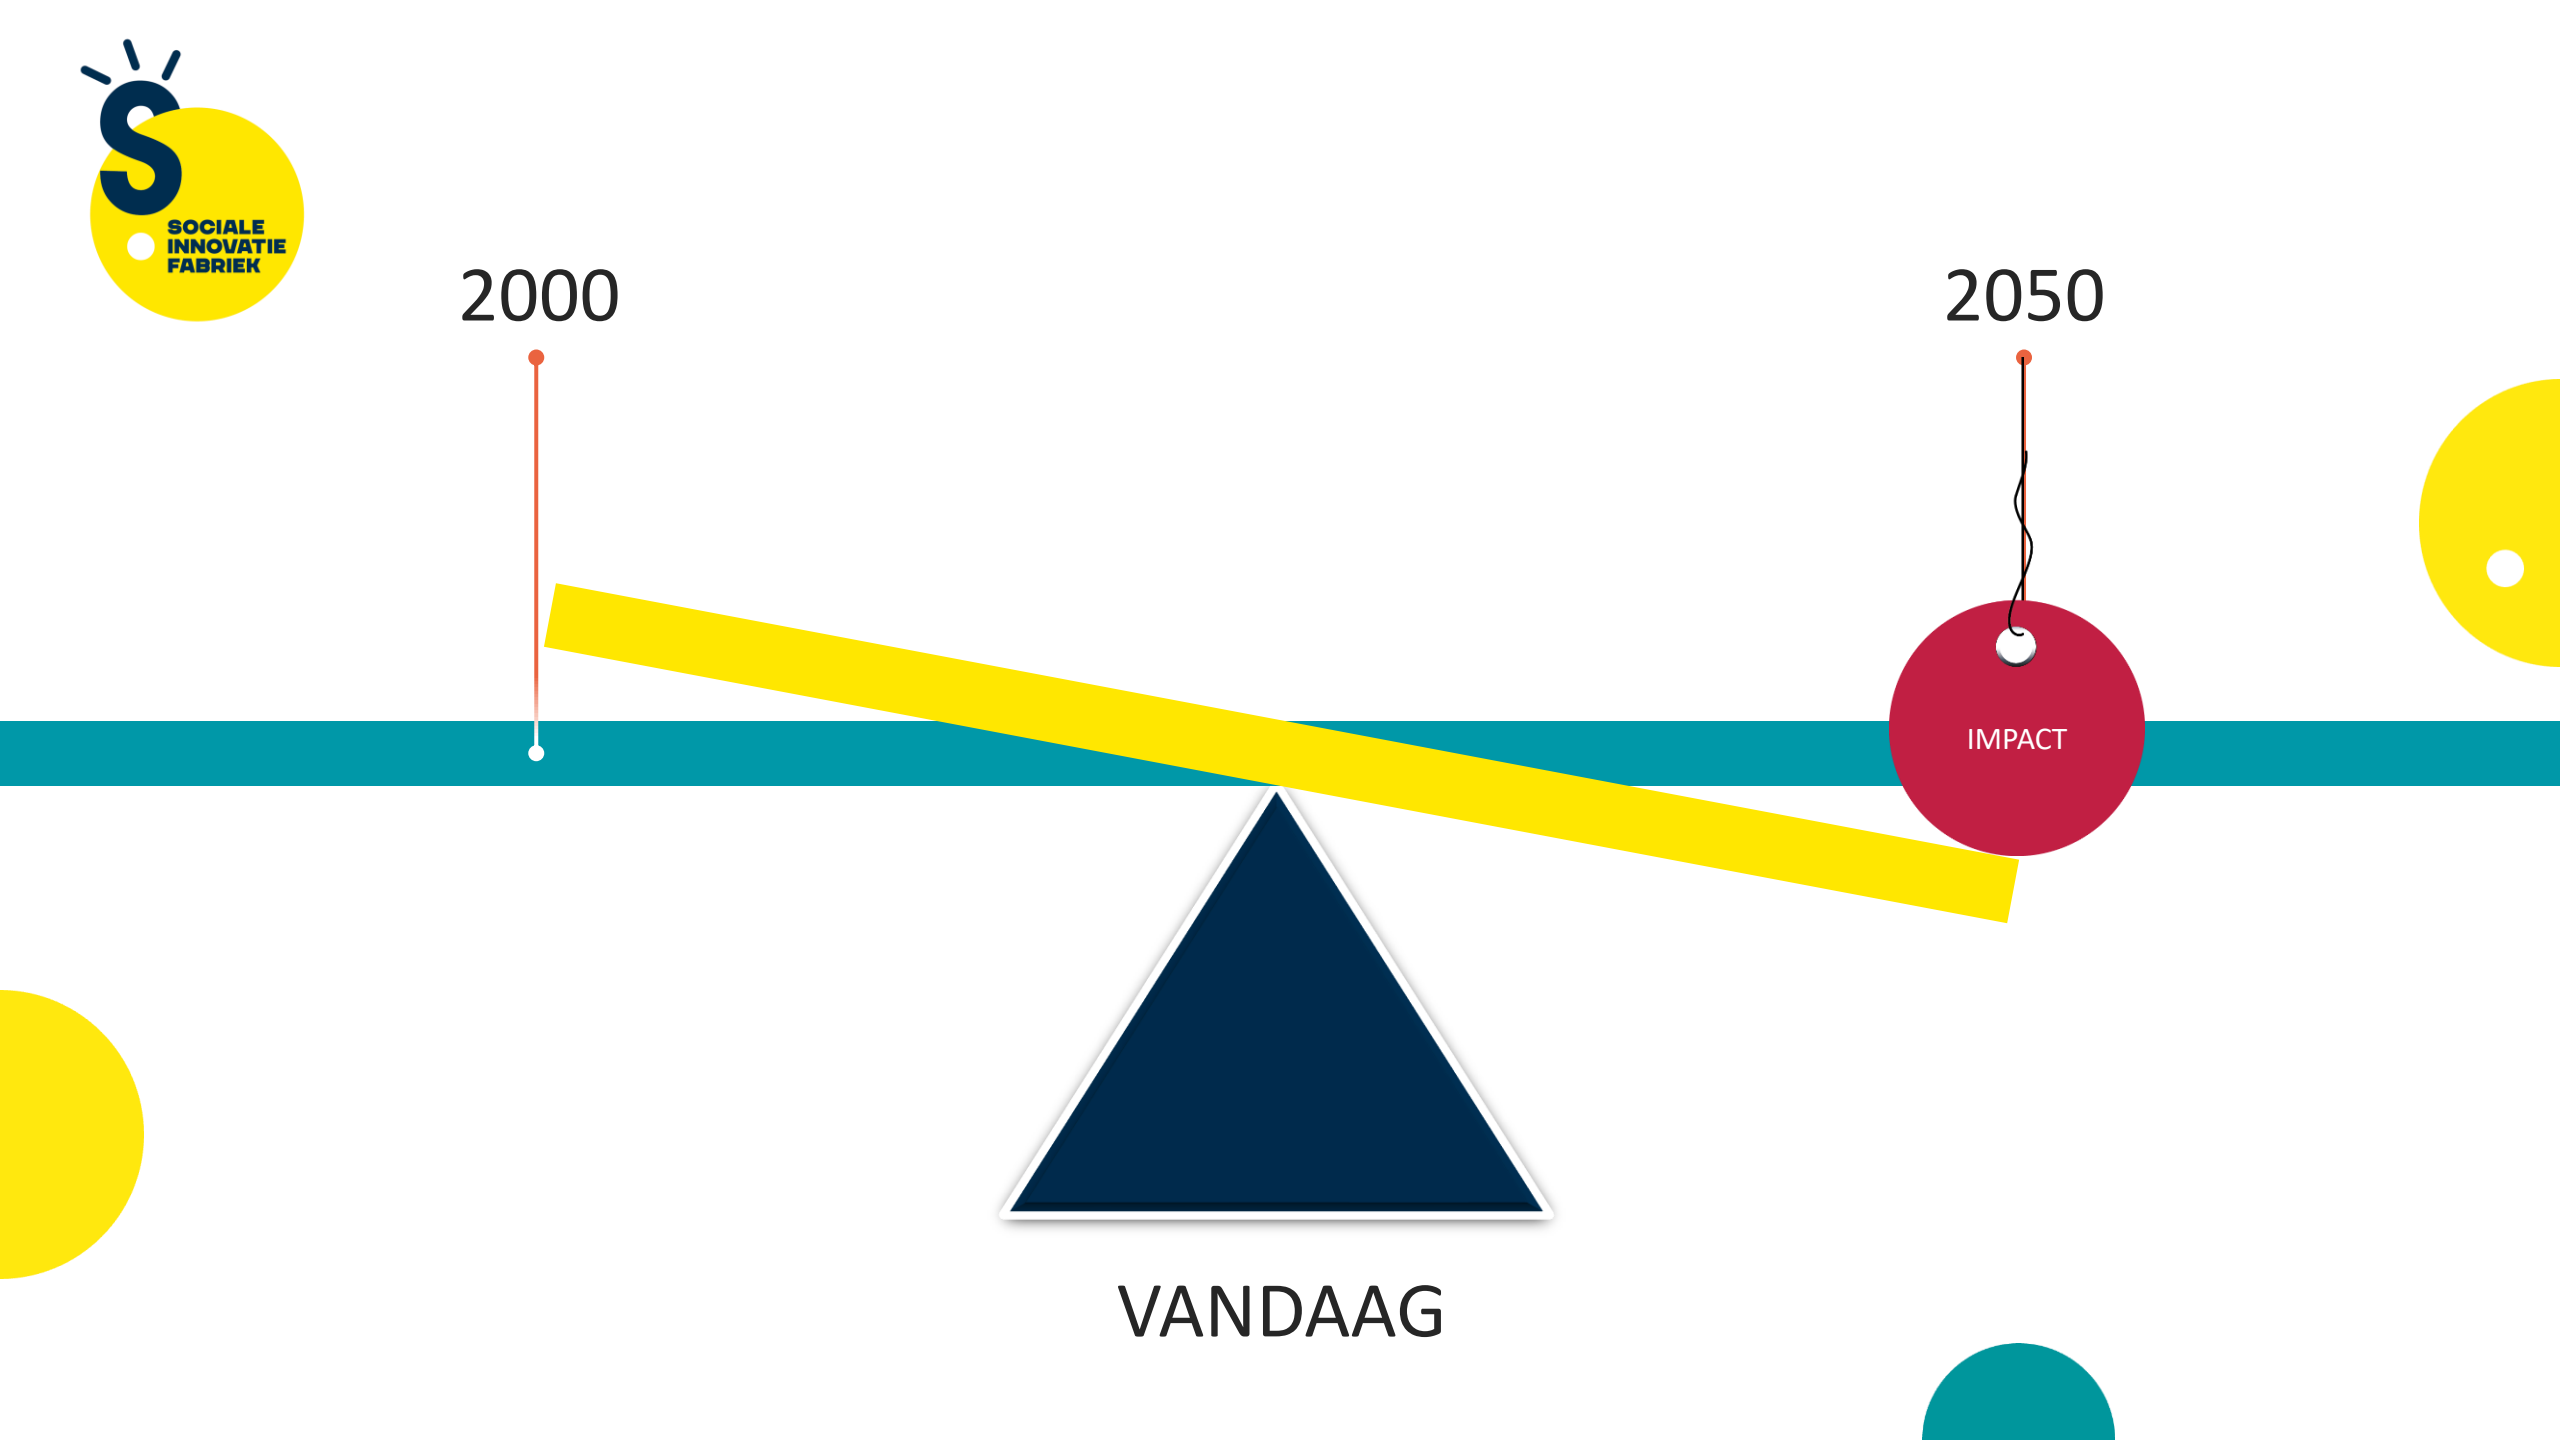 SOCIALE
INNOVATIE
FABRIEK
2000
2050
IMPACT
VANDAAG